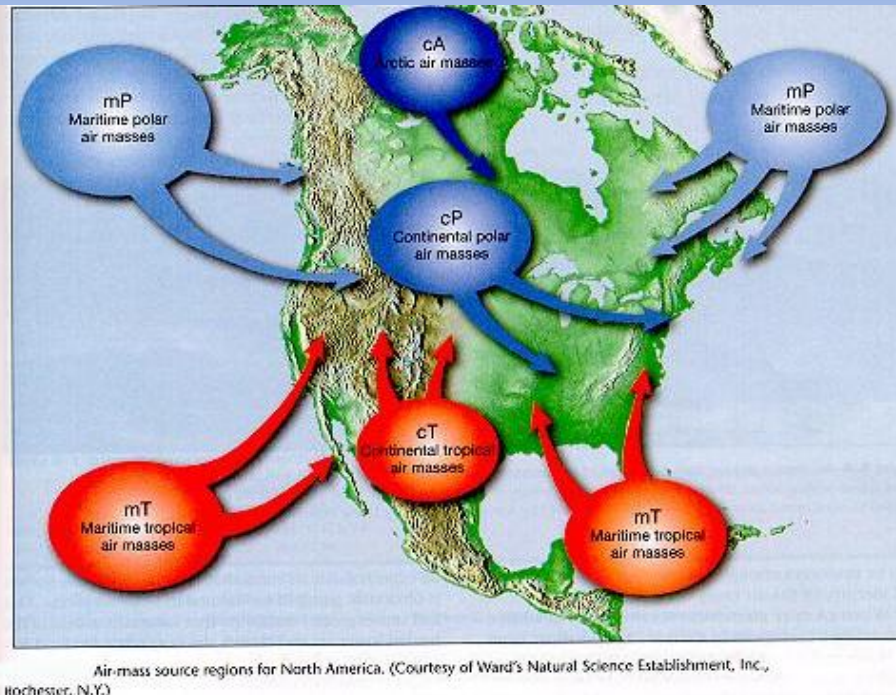 cA
Arctic air masses
mP
Maritime polar
air masses
mP
Maritime polar
air masses
cP
Continental polar
air masses
cT
Continental tropical
air masses
mT
Maritime tropical
air masses
mT
Maritime tropical
air masses
Air-mass source regions for North America. (Courtesy of Ward's Natural Science Establishment, Inc.,
Rochester, N.Y.)